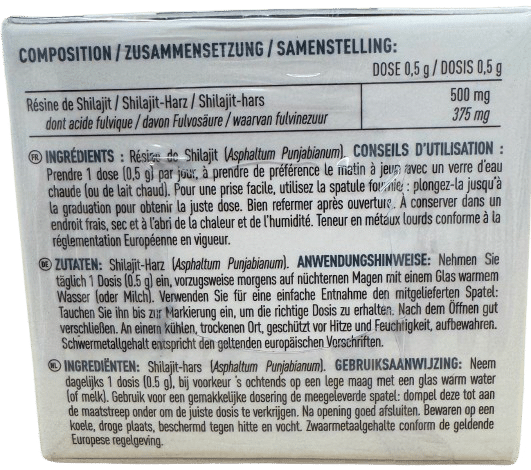 COMPOSITION / ZUSAMMENSETZUNG / SAMENSTELLING:
DOSE 0,5 g / DOSIS 0,5 g
Résine de Shilajit / Shilajit-Harz / Shilajit-hars 500 mg
dont acide fulvique / davon Fulvosäure / waarvan fulvinezuur 375 mg
FR INGRÉDIENTS : Résine de Shilajit (Asphaltum Punjabianum). CONSEILS D'UTILISATION :
Prendre 1 dose (0,5 g) par jour, à prendre de préférence le matin à jeun avec un verre d'eau
chaude (ou de lait chaud). Pour une prise facile, utilisez la spatule fournie : plongez-la jusqu'à
la graduation pour obtenir la juste dose. Bien refermer après ouverture. À conserver dans un
endroit frais, sec et à l'abri de la chaleur et de l'humidité. Teneur en métaux lourds conforme à la
réglementation Européenne en vigueur.
DE ZUTATEN: Shilajit-Harz (Asphaltum Punjabianum). ANWENDUNGSHINWEISE: Nehmen Sie
täglich 1 Dosis (0.5 g) ein, vorzugsweise morgens auf nüchternen Magen mit einem Glas warmem
Wasser (oder Milch). Verwenden Sie für eine einfache Entnahme den mitgelieferten Spatel:
Tauchen Sie ihn bis zur Markierung ein, um die richtige Dosis zu erhalten. Nach dem Öffnen gut
verschließen. An einem kühlen, trockenen Ort, geschützt vor Hitze und Feuchtigkeit, aufbewahren.
Schwermetallgehalt entspricht den geltenden europäischen Vorschriften.
NL INGREDIËNTEN: Shilajit-hars (Asphaltum Punjabianum). GEBRUIKSAANWIJZING: Neem
dagelijks 1 dosis (0.5 g), bij voorkeur 's ochtends op een lege maag met een glas warm water
(of melk). Gebruik voor een gemakkelijke dosering de meegeleverde spatel: dompel deze tot aan
de maatstreep onder om de juiste dosis te verkrijgen. Na opening goed afsluiten. Bewaren op een
koele, droge plaats, beschermd tegen hitte en vocht. Zwaarmetaalgehalte conform de geldende
Europese regelgeving.